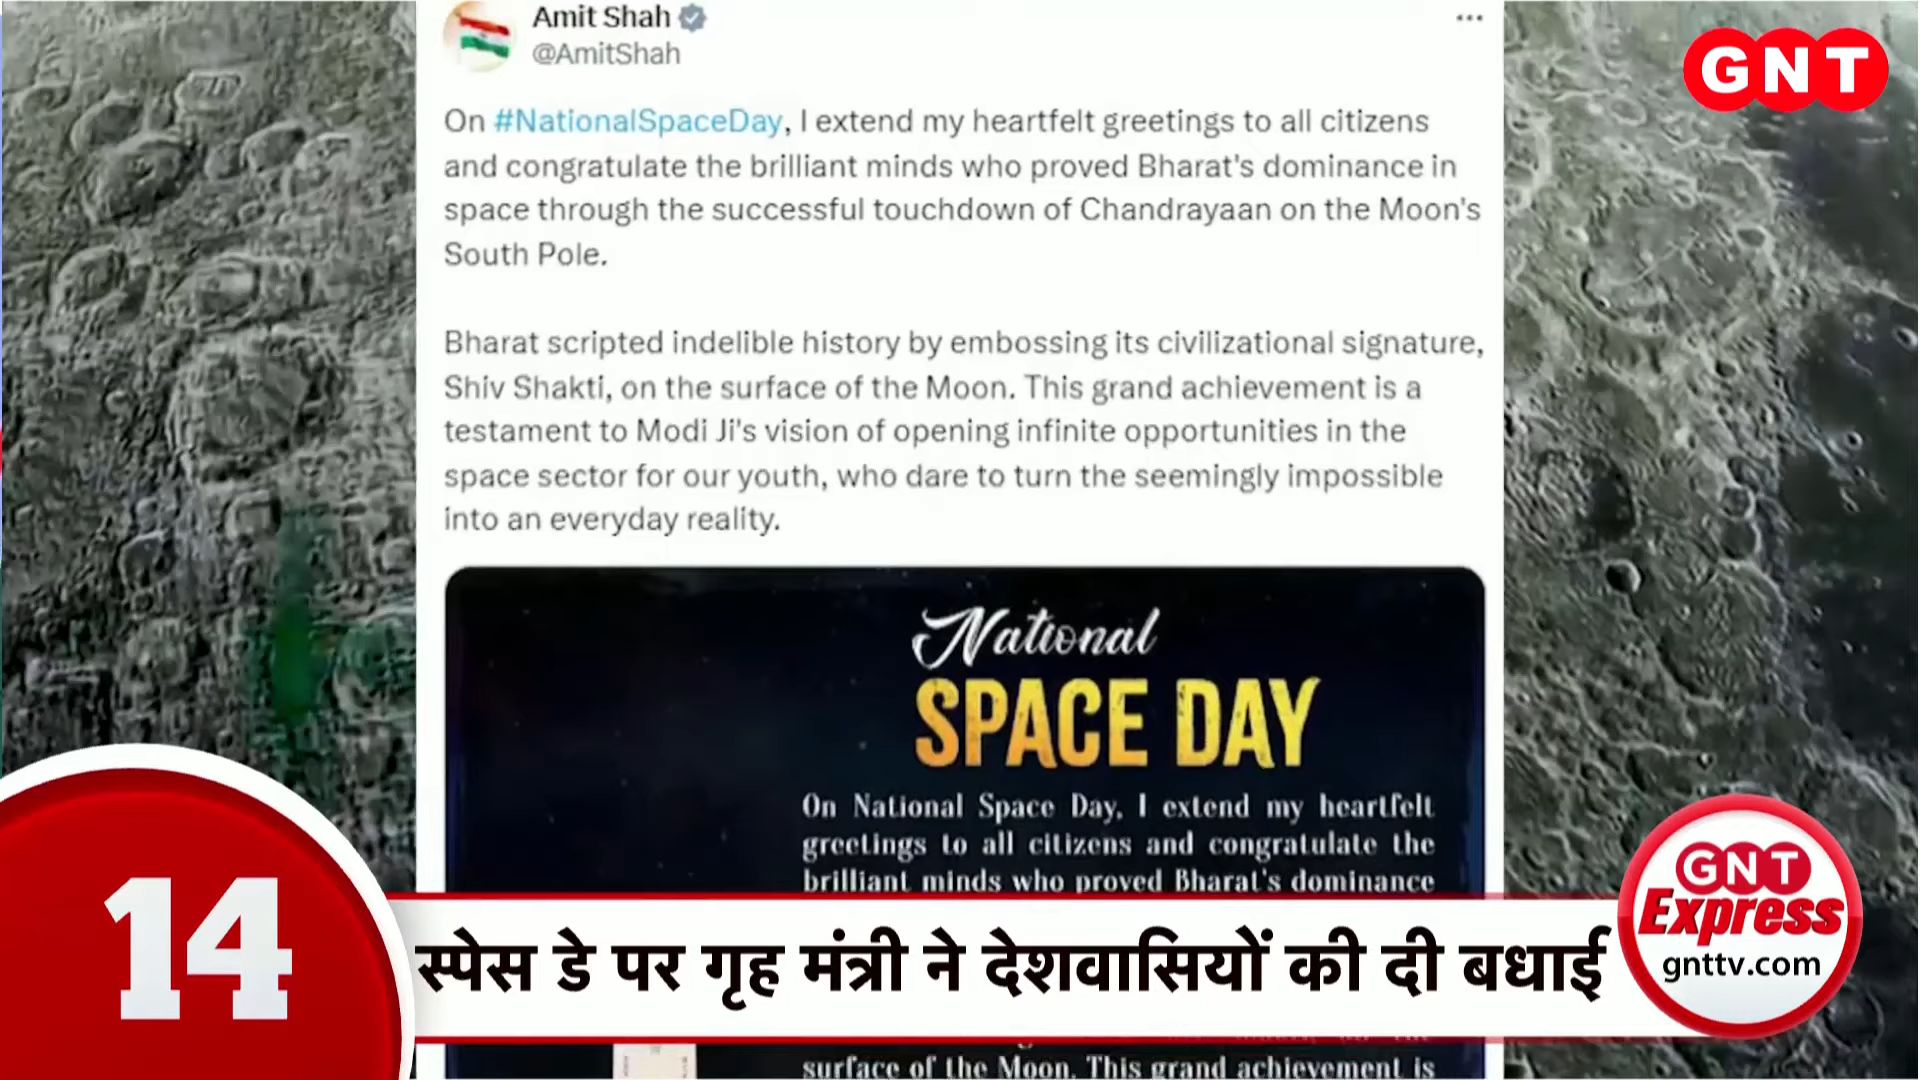 Amit Shah
@AmitShah
GNT
On #NationalSpaceDay, I extend my heartfelt greetings to all citizens
and congratulate the brilliant minds who proved Bharat's dominance in
space through the successful touchdown of Chandrayaan on the Moon's
South Pole.
Bharat scripted indelible history by embossing its civilizational signature,
Shiv Shakti, on the surface of the Moon. This grand achievement is a
testament to Modi Ji's vision of opening infinite opportunities in the
space sector for our youth, who dare to turn the seemingly impossible
into an everyday reality.
National
SPACE DAY
On National Space Day, I extend my heartfelt
greetings to all citizens and congratulate the
brilliant minds who proved Bharat's dominance
14
स्पेस डे पर गृह मंत्री ने देशवासियों की दी बधाई
GNT
Express
gnttv.com
surface of the Moon. This grand achievement is